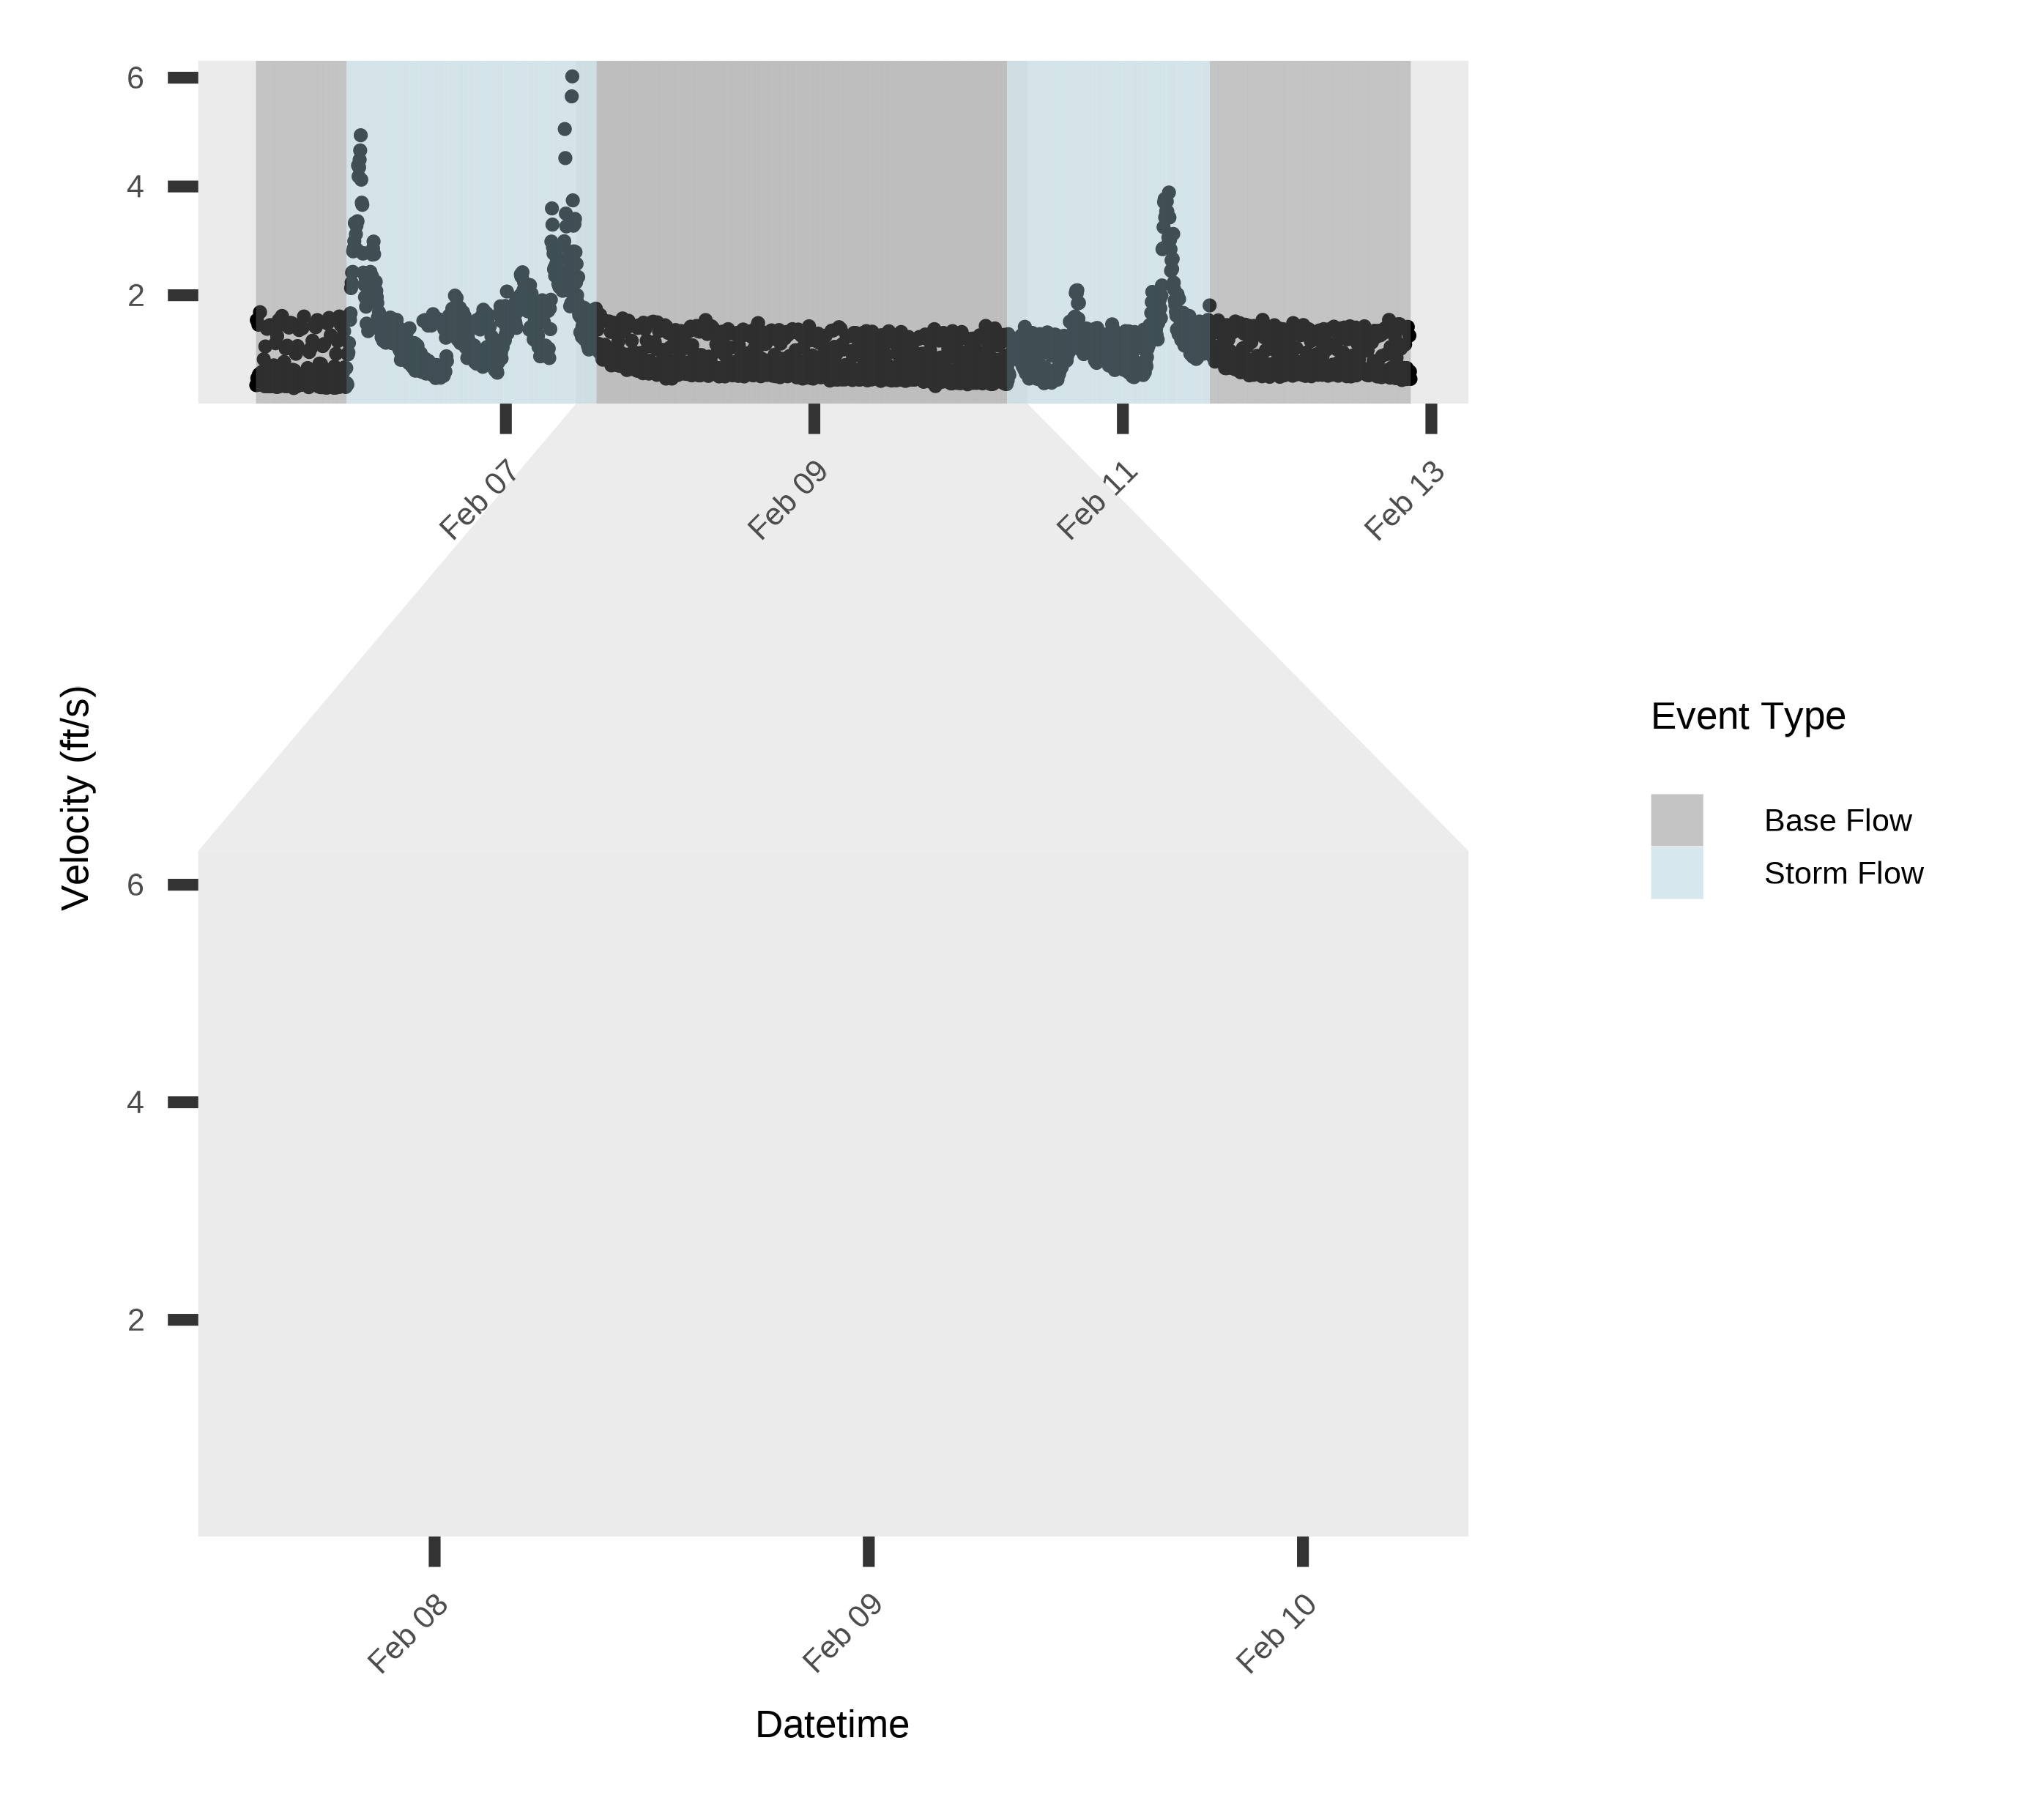 6
4
2
Feb 07
Feb 09
Feb 11
Feb 13
Velocity (ft/s)
Event Type
Base Flow
Storm Flow
6
4
2
Feb 08
Feb 09
Feb 10
Datetime